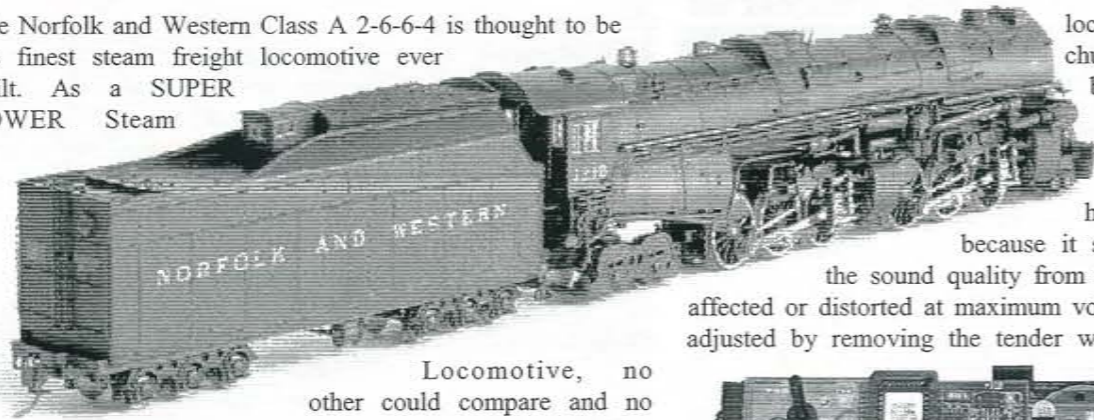 e Norfolk and Western Class A 2-6-6-4 is thought to be
finest steam freight locomotive ever
lt. As a SUPER
OWER Steam
NORFOLK AND WESTERN
Locomotive, no
other could compare and no
loc
chu
b
h
because it s
the sound quality from
affected or distorted at maximum vo
adjusted by removing the tender w